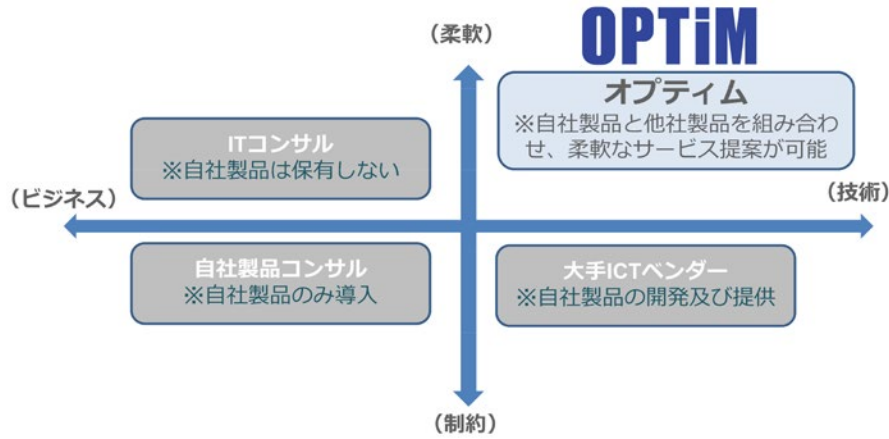 （柔軟）
OPTiM
オプティム
※自社製品と他社製品を組み合わ
せ、柔軟なサービス提案が可能
ITコンサル
※自社製品は保有しない
（ビジネス）
（技術）
自社製品コンサル
※自社製品のみ導入
大手ICTベンダー
※自社製品の開発及び提供
（制約）